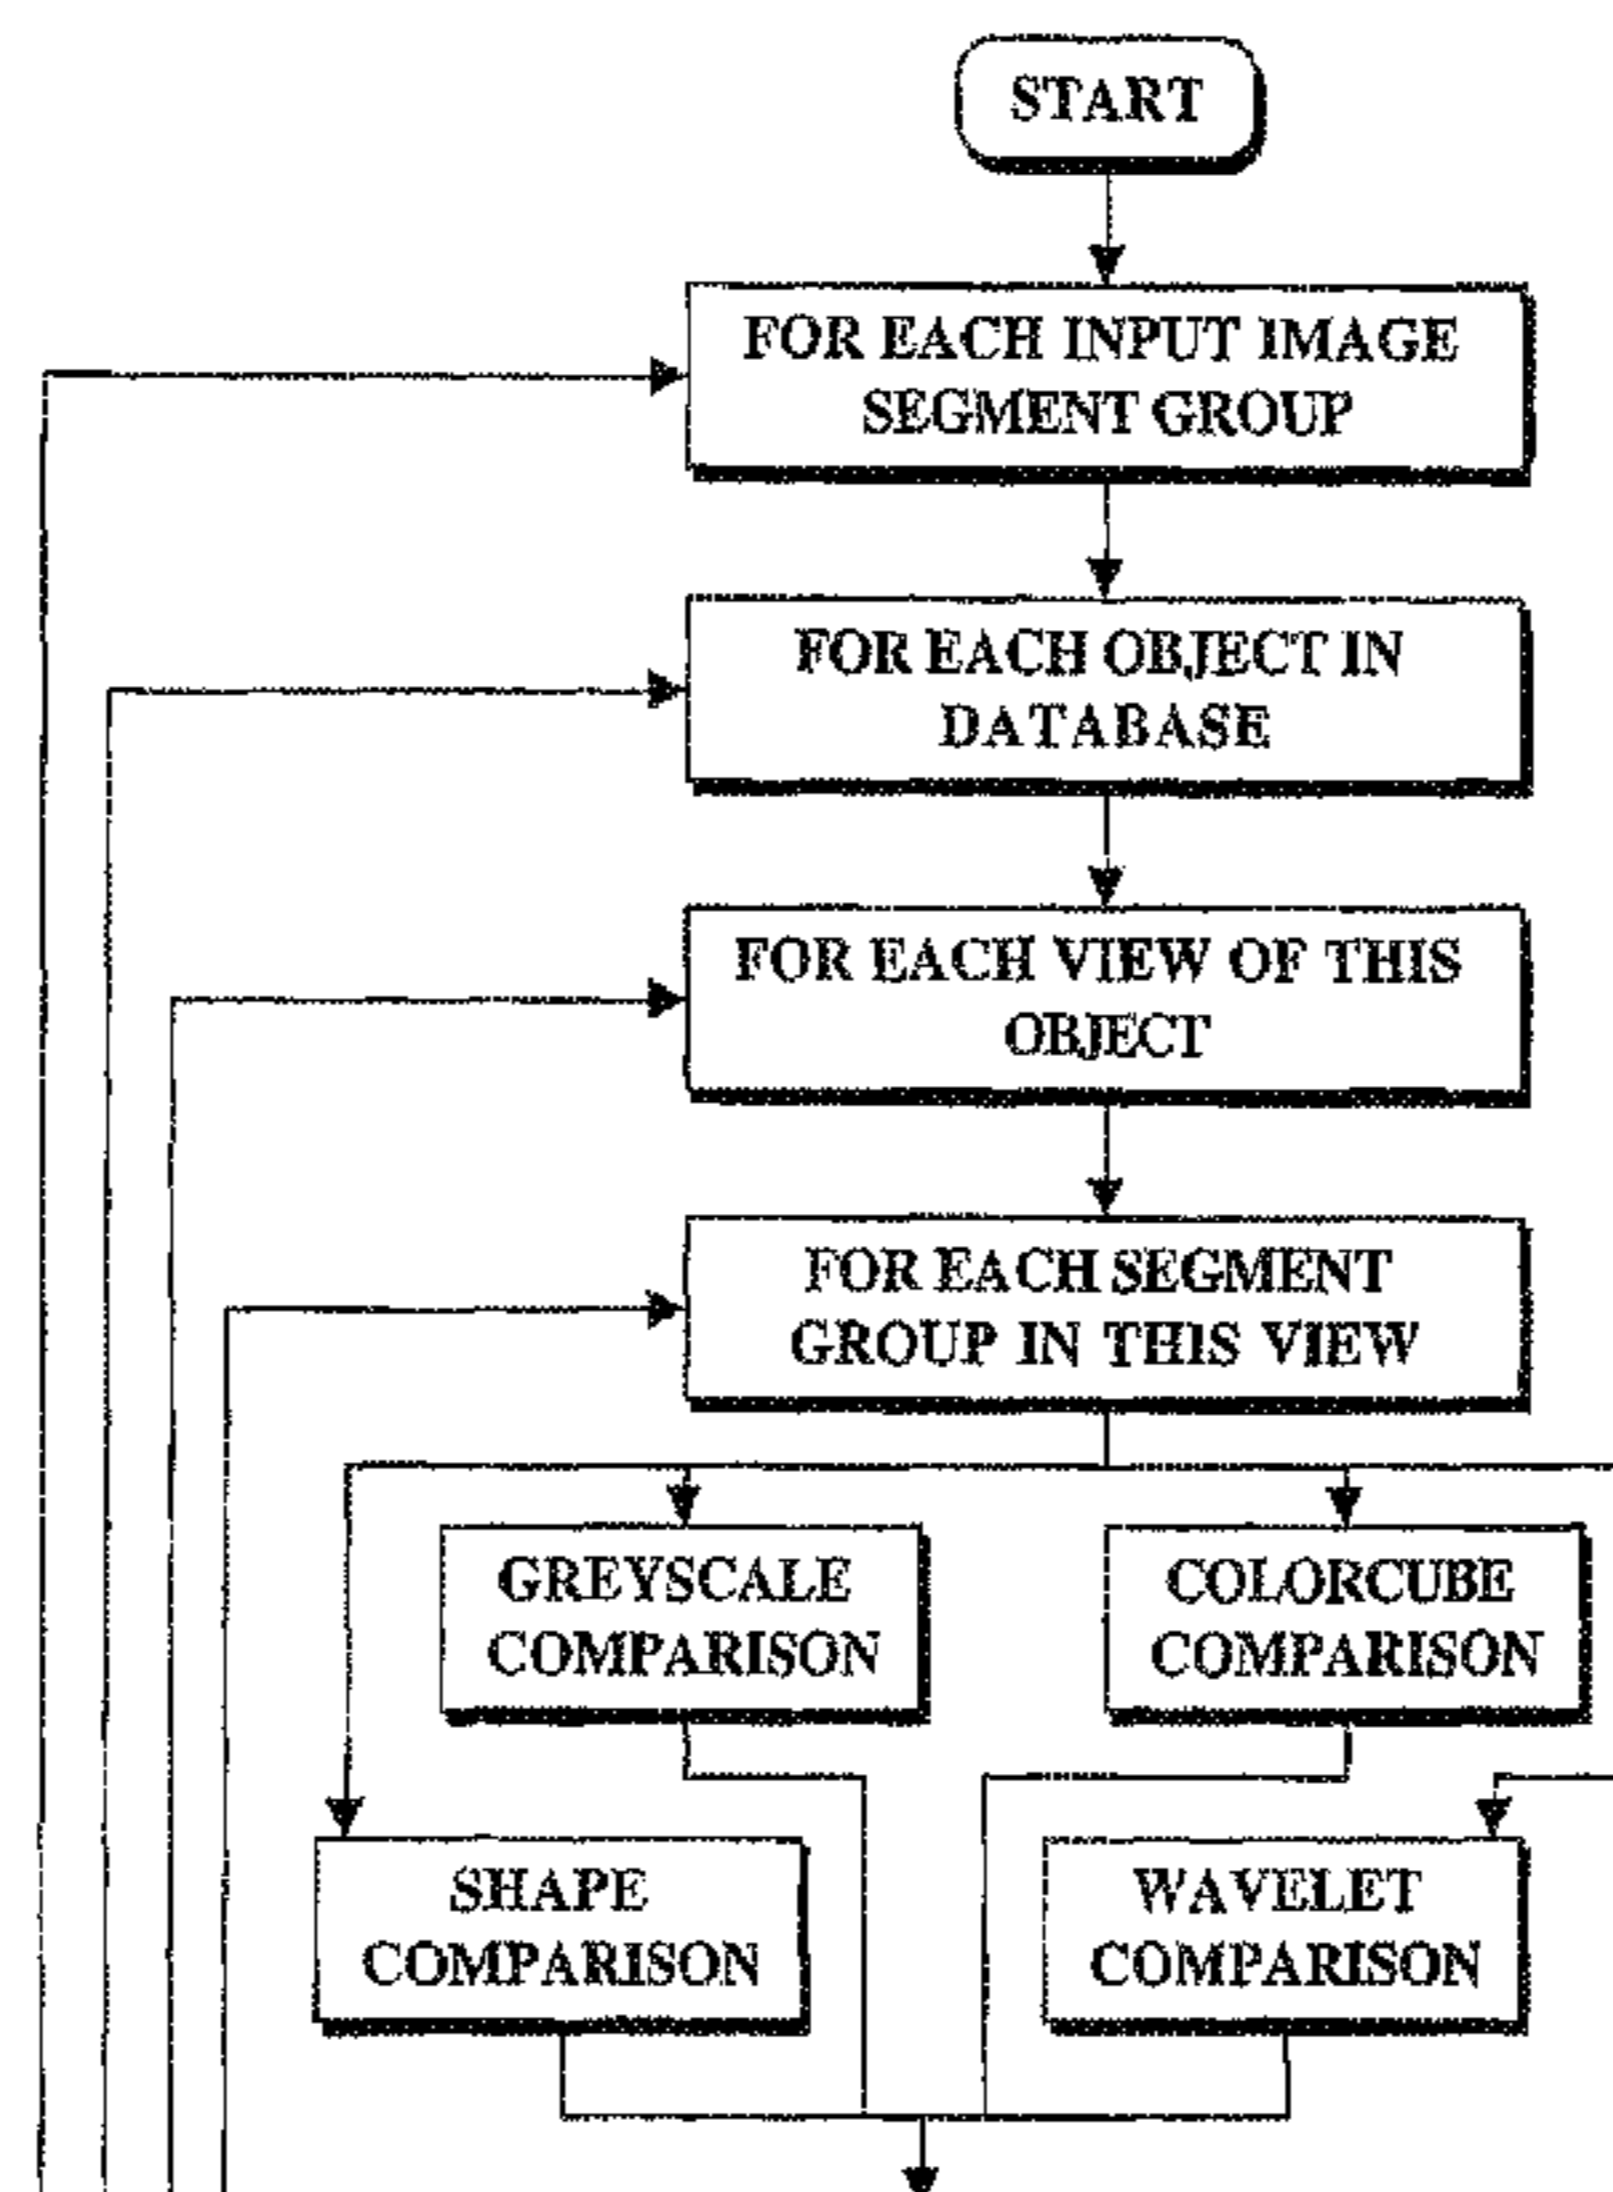 START
FOR EACH INPUT IMAGE
SEGMENT GROUP
FOR EACH OBJECT IN
DATABASE
FOR EACH VIEW OF THIS
OBJECT
FOR EACH SEGMENT
GROUP IN THIS VIEW
GREYSCALE
COMPARISON
COLORCUBE
COMPARISON
SHAPE
COMPARISON
WAVELET
COMPARISON